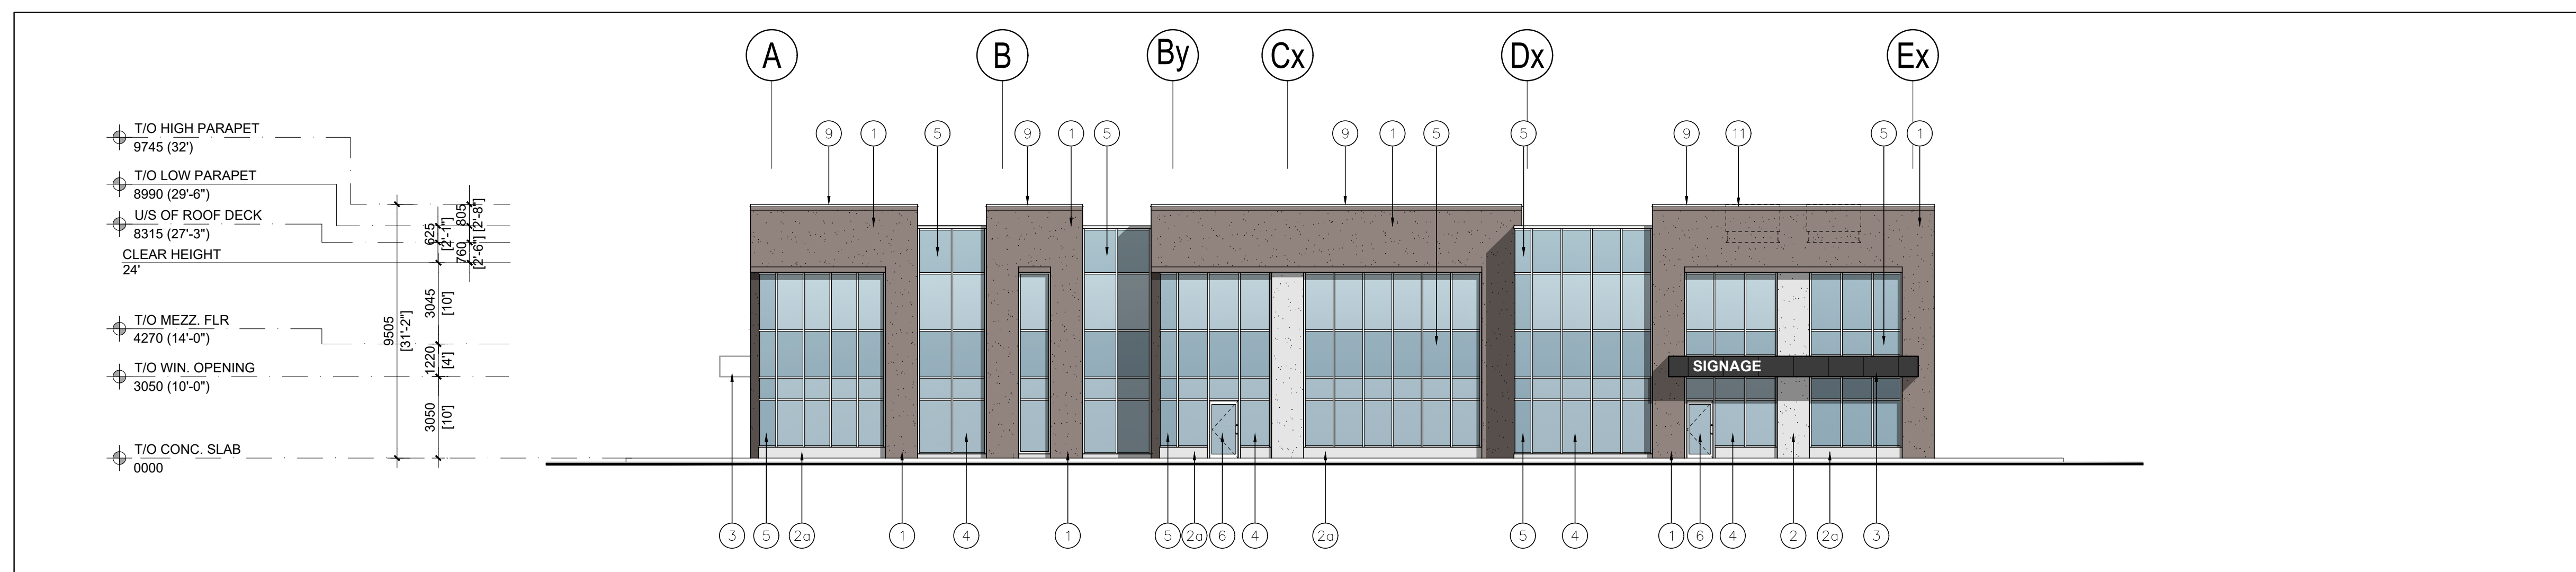 A B By Cx Dx Ex
9 1 5 9 1 5 9 1 5 5 9 11 5 1
T/O HIGH PARAPET
9745 (32')
T/O LOW PARAPET
8990 (29'-6")
U/S OF ROOF DECK
8315 (27'-3")
CLEAR HEIGHT
24'
T/O MEZZ. FLR
4270 (14'-0")
T/O WIN. OPENING
3050 (10'-0")
T/O CONC. SLAB
0000
9505
[31'-2"]
625
[2'-1"]
805
[2'-8"]
760
[2'-6"]
3045
[10']
1220
[4']
3050
[10']
SIGNAGE
3 5 2a 1 4 1 5 2a 6 4 2a 5 4 1 6 4 2 2a 3